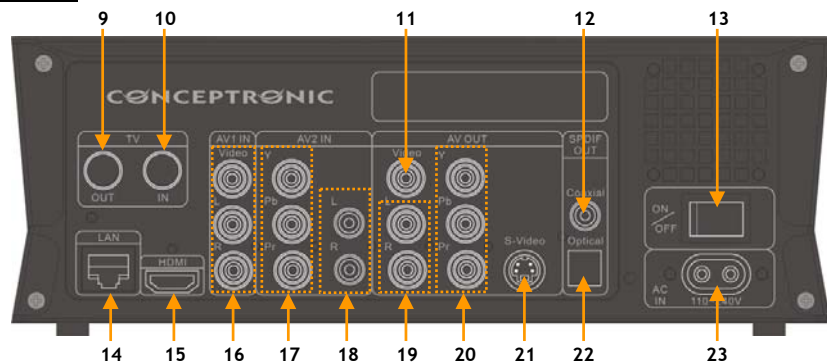 9 10 11 12 13
CONCEPTRONIC
TV AV1 IN AV2 IN AV OUT SPDIF
OUT
Video Y Video Y
OUT IN L Pb L Pb Coaxial ON
/OFF
LAN HDMI R Pr R R Pr S-Video Optical
AC
IN
14 15 16 17 18 19 20 21 22 23